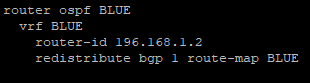 router ospf BLUE
vrf BLUE
router-id 196.168.1.2
redistribute bgp 1 route-map BLUE